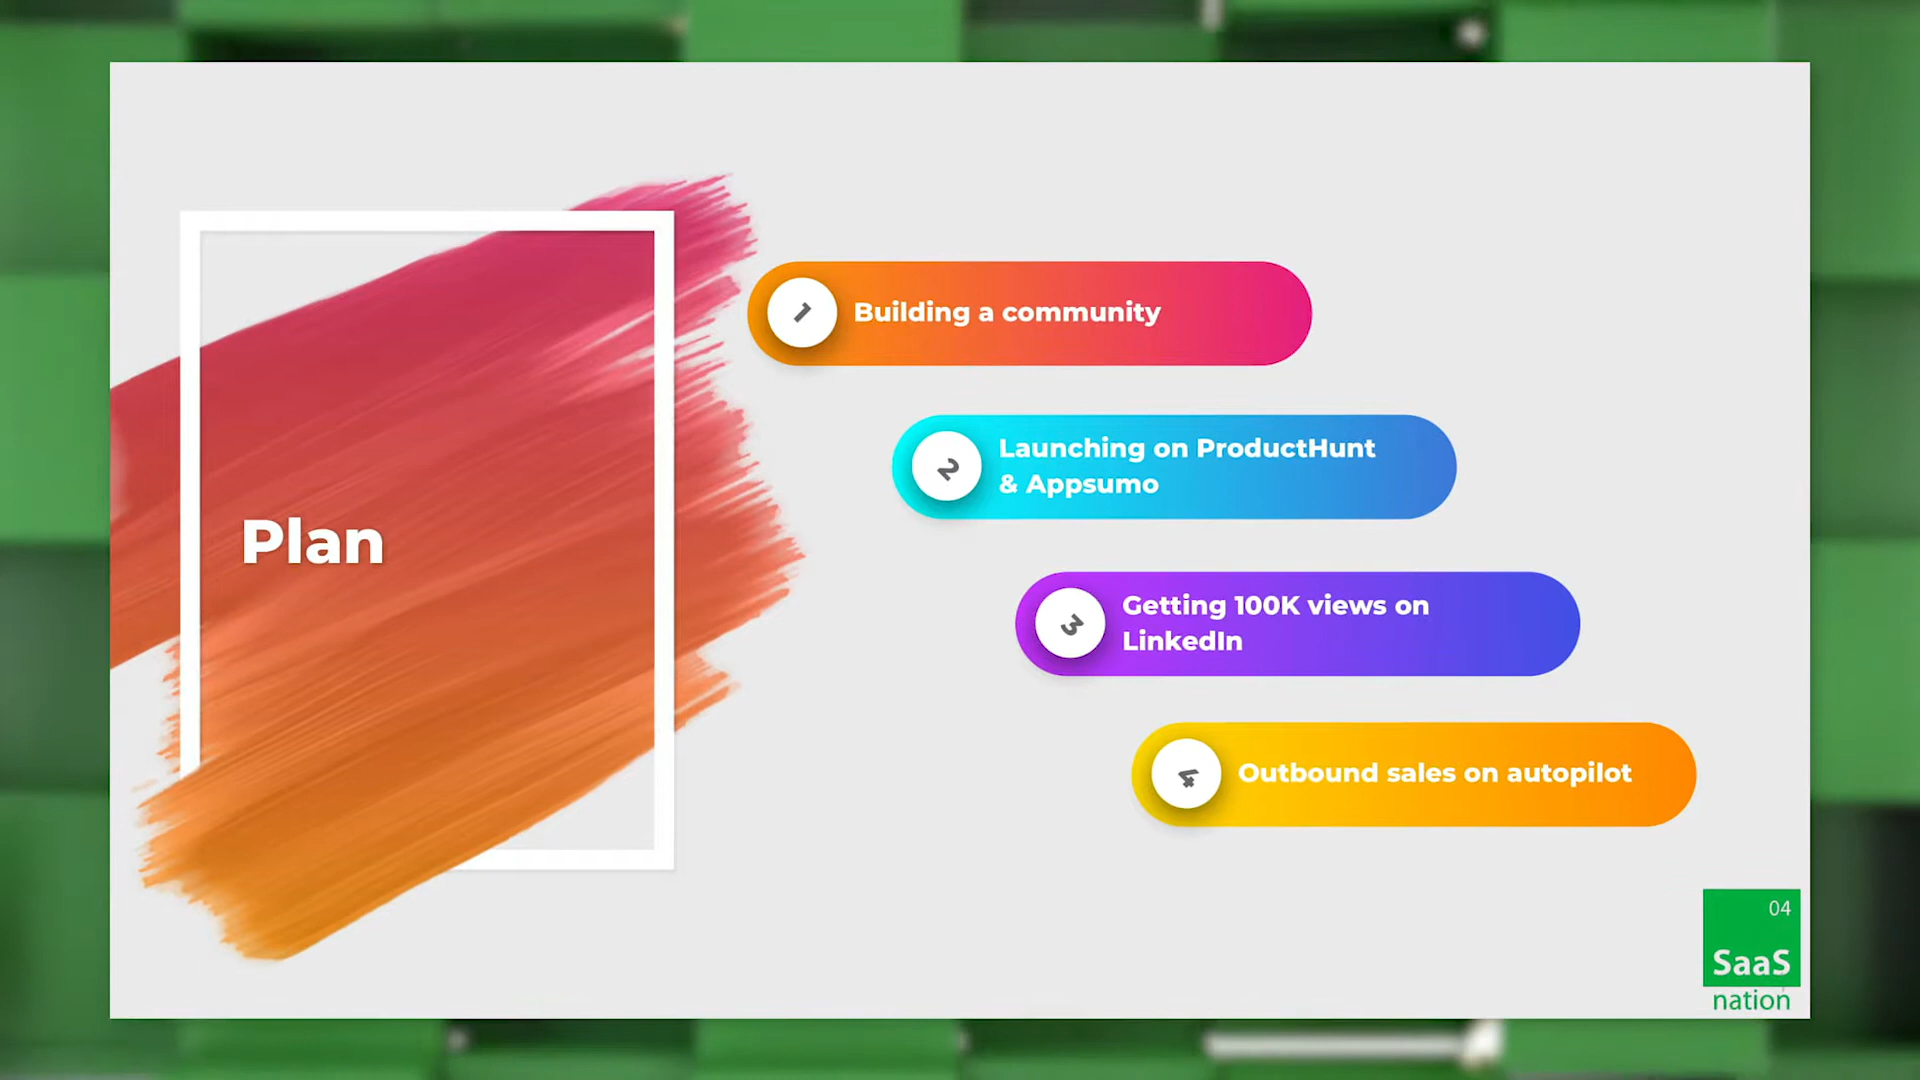 Plan
1
Building a community
2
Launching on ProductHunt
& Appsumo
3
Getting 100K views on
LinkedIn
4
Outbound sales on autopilot
04
SaaS
nation